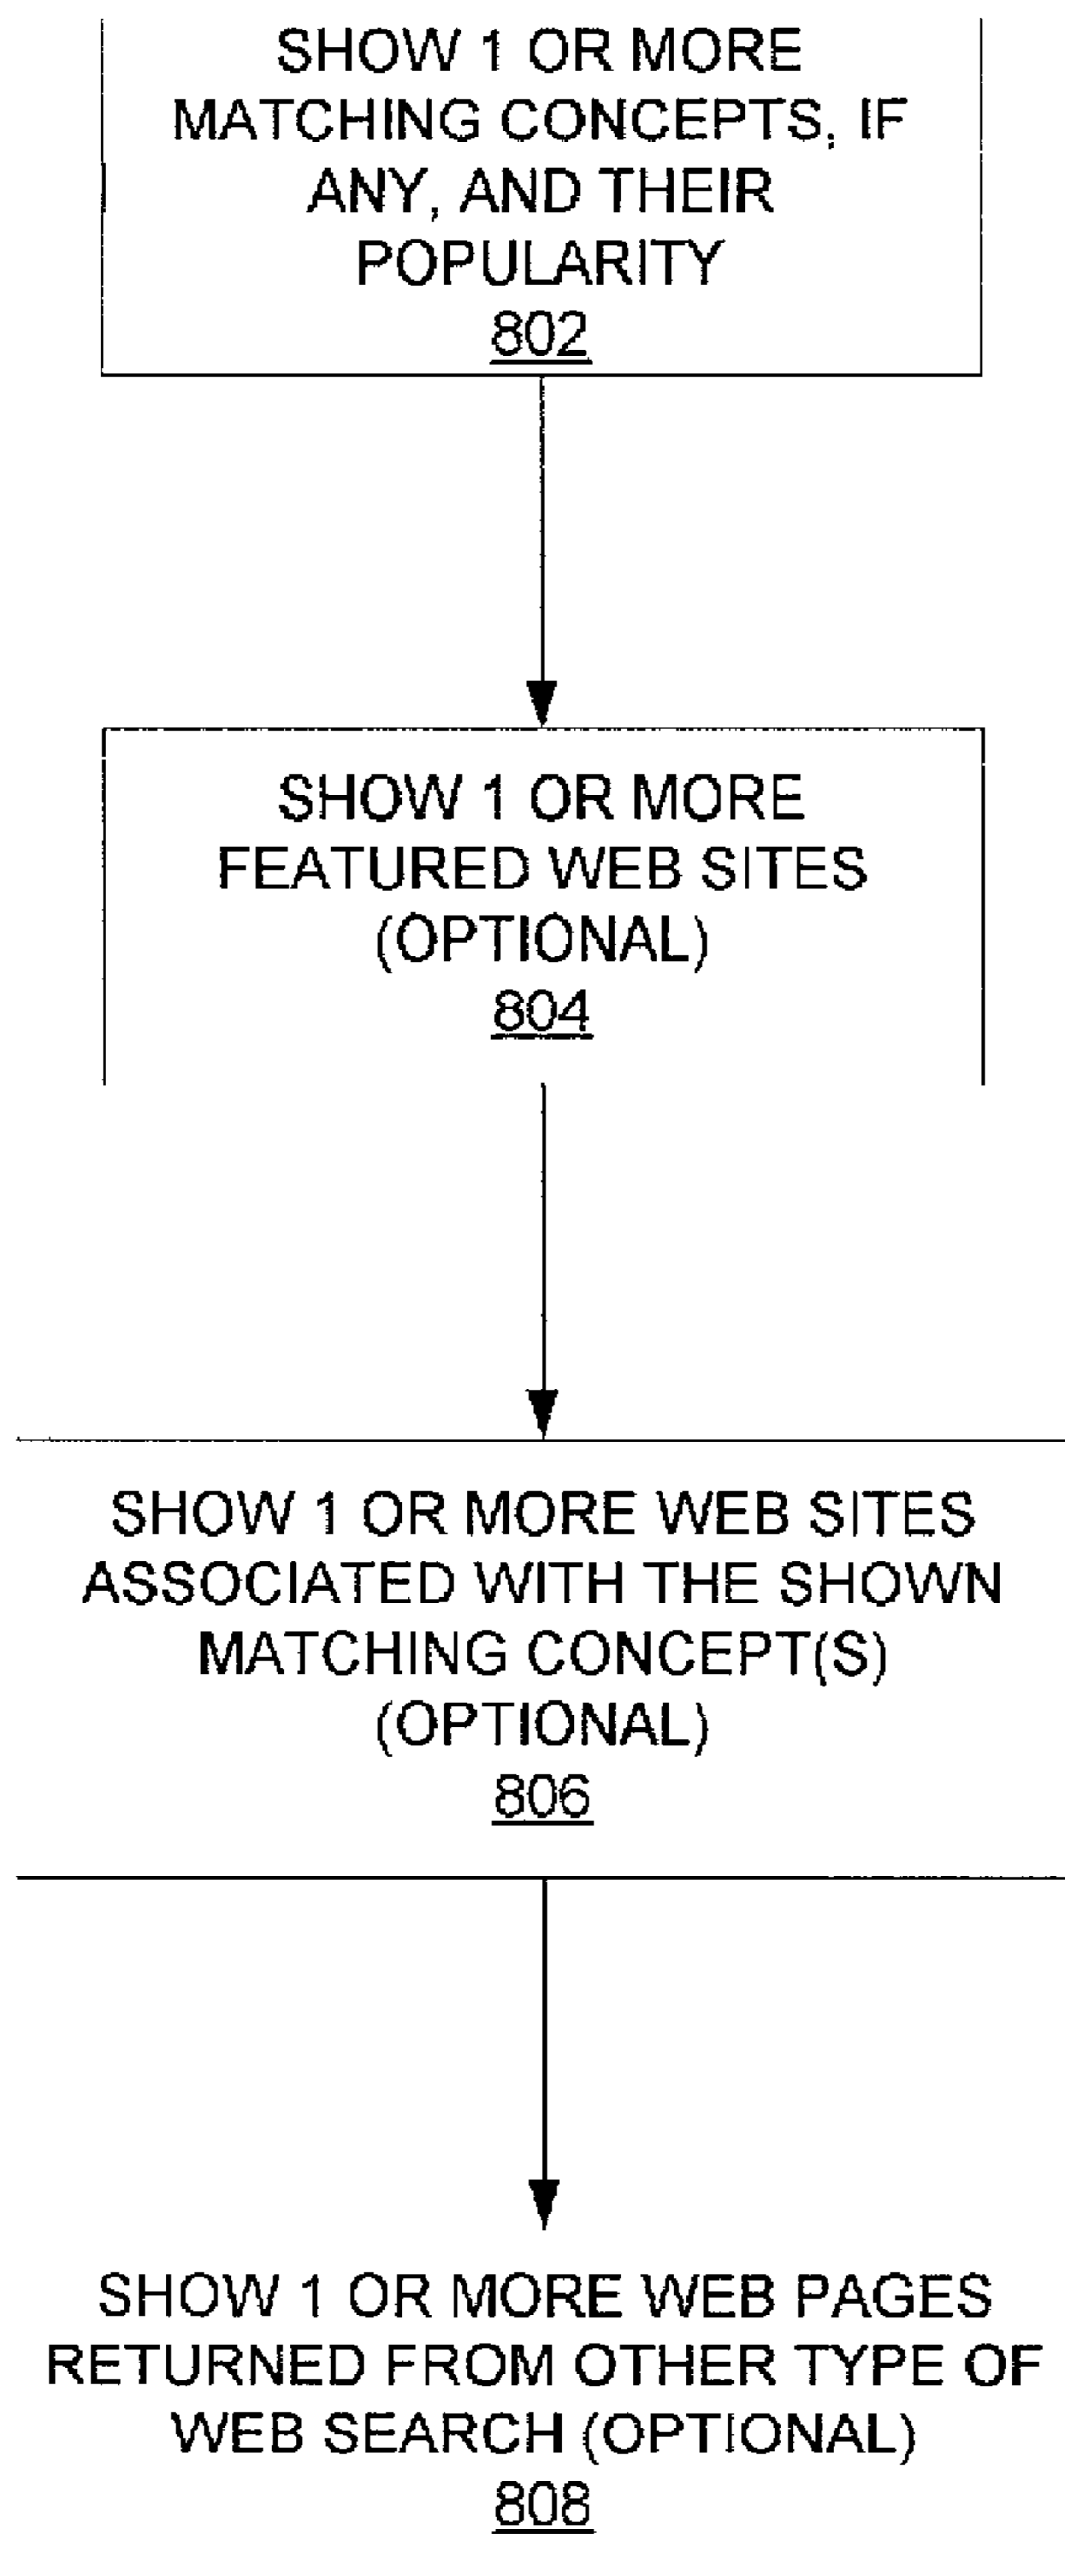 SHOW 1 OR MORE
MATCHING CONCEPTS, IF
ANY, AND THEIR
POPULARITY
802
SHOW 1 OR MORE
FEATURED WEB SITES
(OPTIONAL)
804
SHOW 1 OR MORE WEB SITES
ASSOCIATED WITH THE SHOWN
MATCHING CONCEPT(S)
(OPTIONAL)
806
SHOW 1 OR MORE WEB PAGES
RETURNED FROM OTHER TYPE OF
WEB SEARCH (OPTIONAL)
808